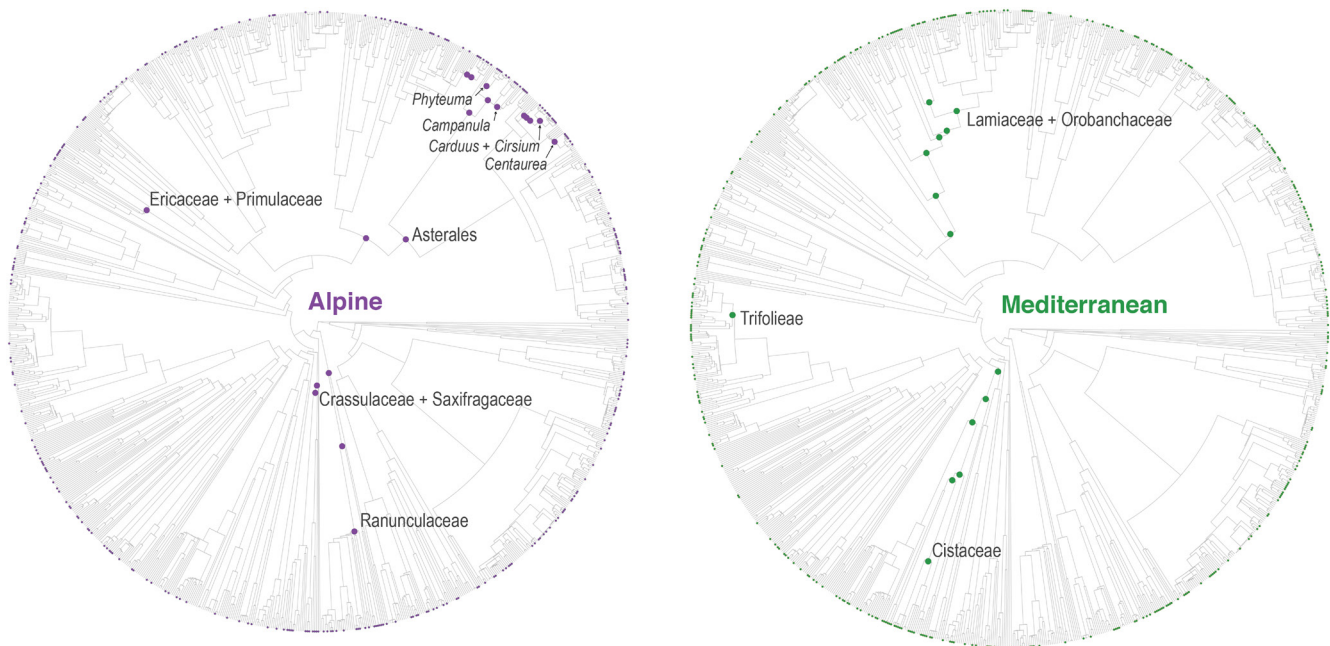 Phyteuma
Campanula
Carduus + Cirsium
Centaurea
Ericaceae + Primulaceae
Asterales
Alpine
Crassulaceae + Saxifragaceae
Ranunculaceae
Lamiaceae + Orobanchaceae
Mediterranean
Trifolieae
Cistaceae